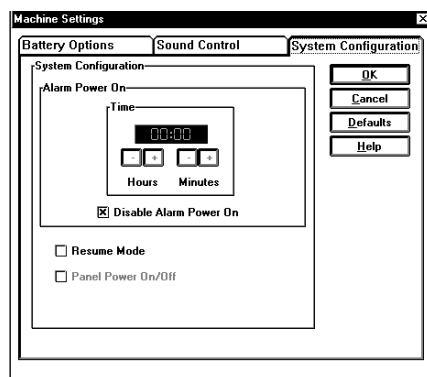 Machine Settings
Battery Options Sound Control System Configuration
System Configuration
Alarm Power On
Time
00:00
- + - +
Hours Minutes
Disable Alarm Power On
Resume Mode
Panel Power On/Off
OK
Cancel
Defaults
Help